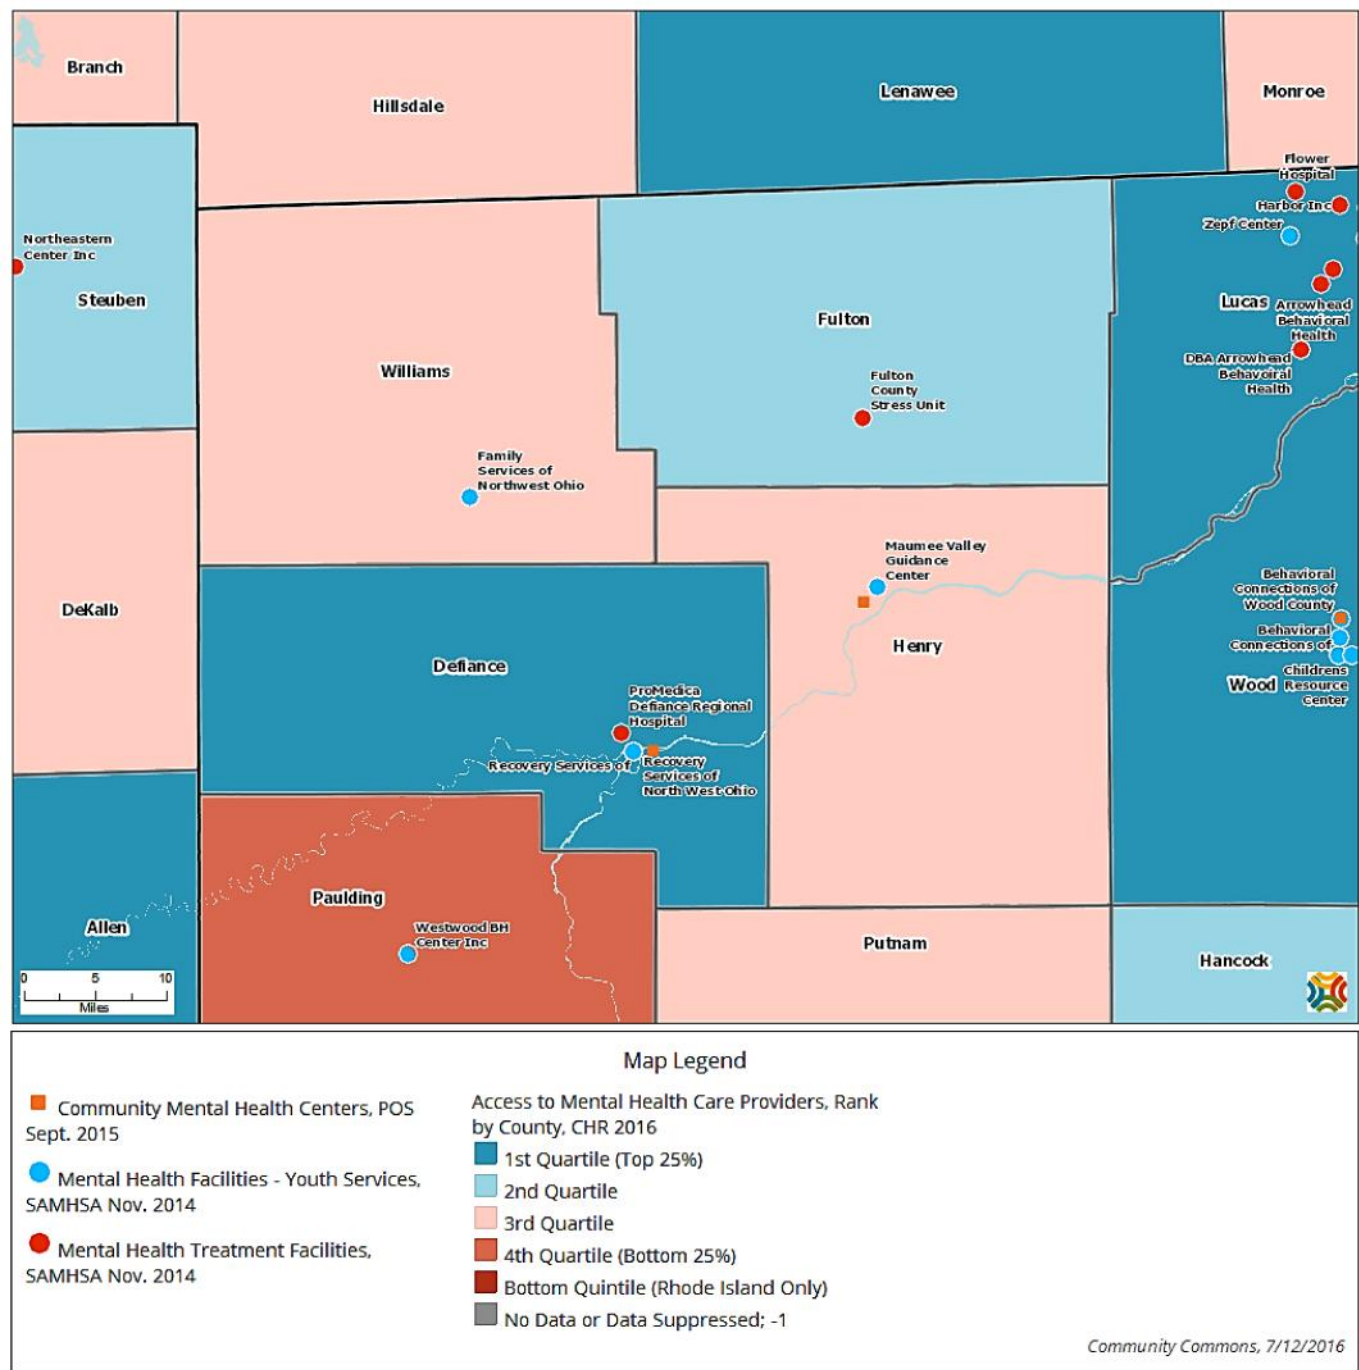 Branch
Hillsdale
Lenawee
Monroe
Flower
Hospital
Harbor Inc
Zepf Center
Northeastern
Center Inc
Steuben
Lucas
Arrowhead
Behavioral
Health
Fulton
DBA Arrowhead
Behavoiral
Health
Williams
Fulton
County
Stress Unit
Family
Services of
Northwest Ohio
Maumee Valley
Guidance
Center
Behavioral
Connections of
Wood County
Behavioral
Connections of
DeKalb
Henry
Defiance
Childrens
Wood Resource
Center
ProMedica
Defiance Regional
Hospital
Recovery Services of
Recovery
Services of
North West Ohio
Paulding
Allen
Westwood BH
Center Inc
Putnam
Hancock
0 5 10
Miles
Map Legend
Community Mental Health Centers, POS
Sept. 2015
Mental Health Facilities - Youth Services,
SAMHSA Nov. 2014
Mental Health Treatment Facilities,
SAMHSA Nov. 2014
Access to Mental Health Care Providers, Rank
by County, CHR 2016
1st Quartile (Top 25%)
2nd Quartile
3rd Quartile
4th Quartile (Bottom 25%)
Bottom Quintile (Rhode Island Only)
No Data or Data Suppressed; -1
Community Commons, 7/12/2016